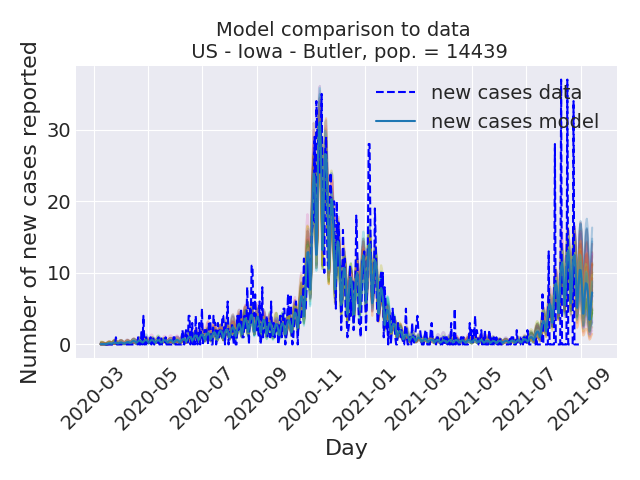 Model comparison to data
US - Iowa - Butler, pop. = 14439
new cases data
new cases model
Number of new cases reported
30
20
10
0
2020-03
2020-05
2020-07
2020-09
2020-11
2021-01
2021-03
2021-05
2021-07
2021-09
Day